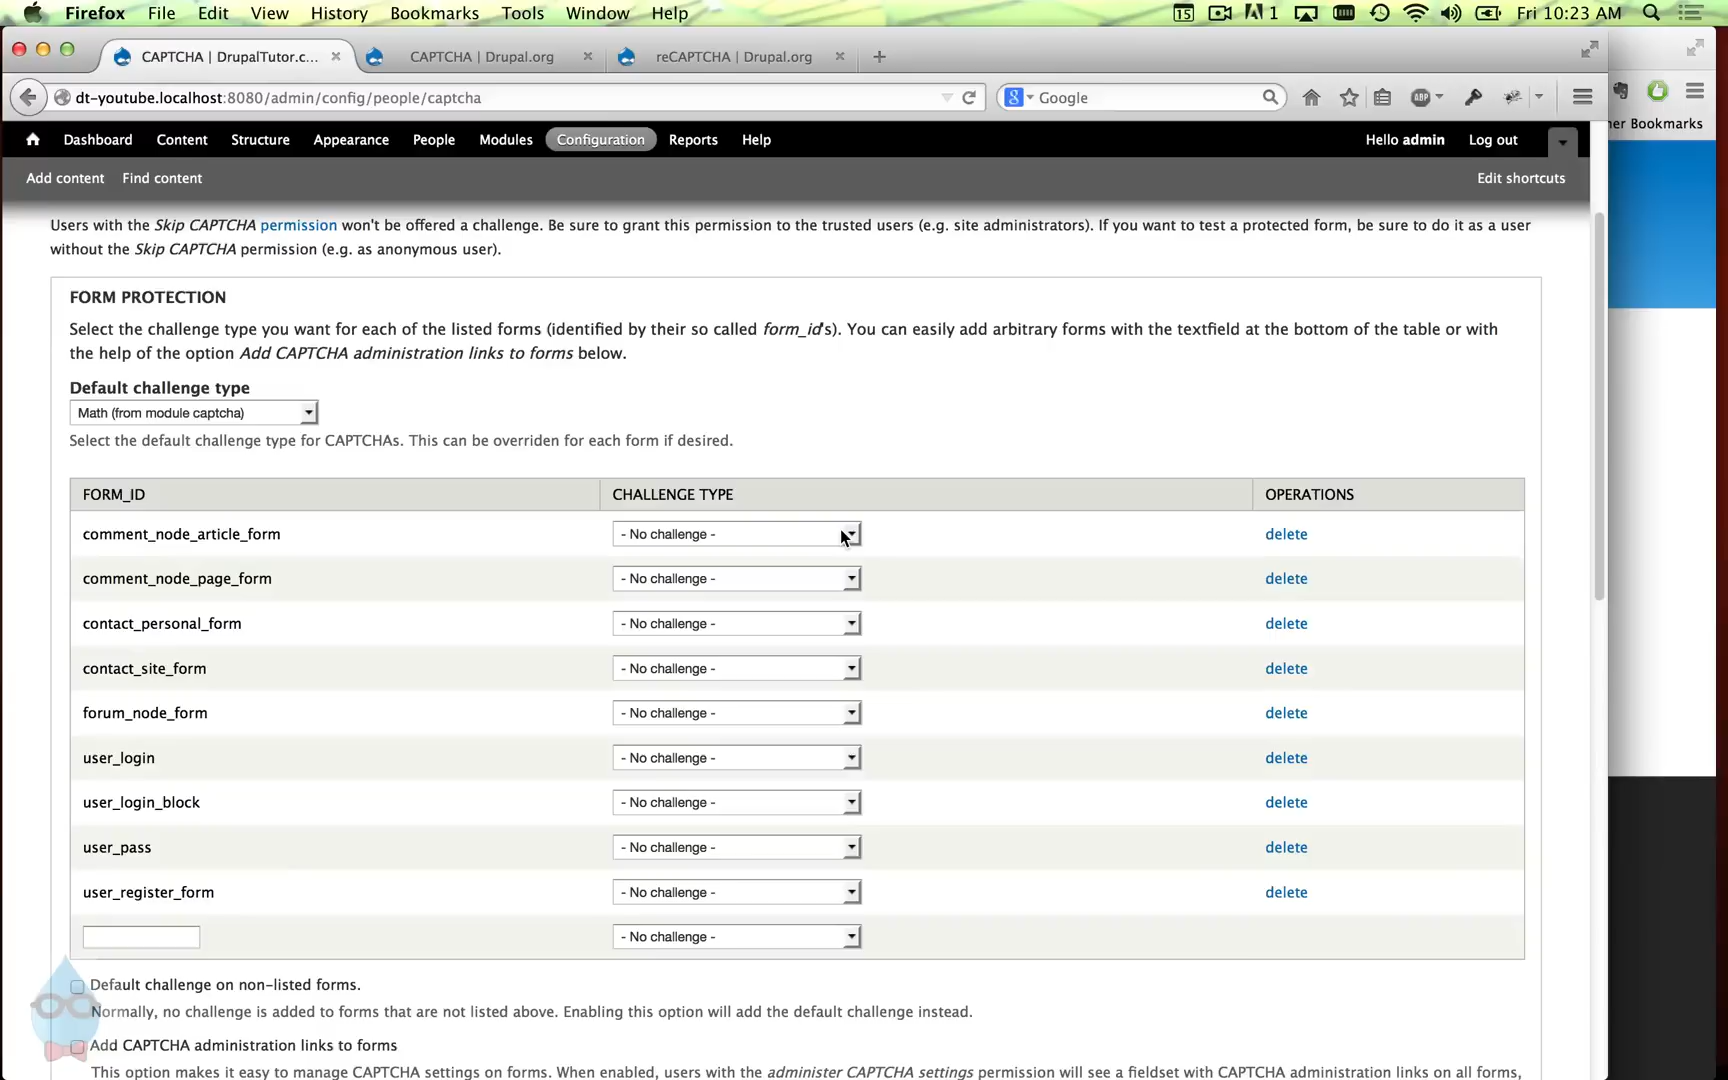 Firefox File Edit View History Bookmarks Tools Window Help 15 1 Fri 10:23 AM
CAPTCHA | DrupalTutor.c... CAPTCHA | Drupal.org reCAPTCHA | Drupal.org
dt-youtube.localhost:8080/admin/config/people/captcha Google ABP
er Bookmarks
Dashboard Content Structure Appearance People Modules Configuration Reports Help Hello admin Log out
Add content Find content Edit shortcuts
Users with the Skip CAPTCHA permission won't be offered a challenge. Be sure to grant this permission to the trusted users (e.g. site administrators). If you want to test a protected form, be sure to do it as a user
without the Skip CAPTCHA permission (e.g. as anonymous user).
FORM PROTECTION
Select the challenge type you want for each of the listed forms (identified by their so called form_id's). You can easily add arbitrary forms with the textfield at the bottom of the table or with
the help of the option Add CAPTCHA administration links to forms below.
Default challenge type
Math (from module captcha)
Select the default challenge type for CAPTCHAs. This can be overriden for each form if desired.
FORM_ID CHALLENGE TYPE OPERATIONS
comment_node_article_form - No challenge - delete
comment_node_page_form - No challenge - delete
contact_personal_form - No challenge - delete
contact_site_form - No challenge - delete
forum_node_form - No challenge - delete
user_login - No challenge - delete
user_login_block - No challenge - delete
user_pass - No challenge - delete
user_register_form - No challenge - delete
- No challenge -
Default challenge on non-listed forms.
Normally, no challenge is added to forms that are not listed above. Enabling this option will add the default challenge instead.
Add CAPTCHA administration links to forms
This option makes it easy to manage CAPTCHA settings on forms. When enabled, users with the administer CAPTCHA settings permission will see a fieldset with CAPTCHA administration links on all forms,